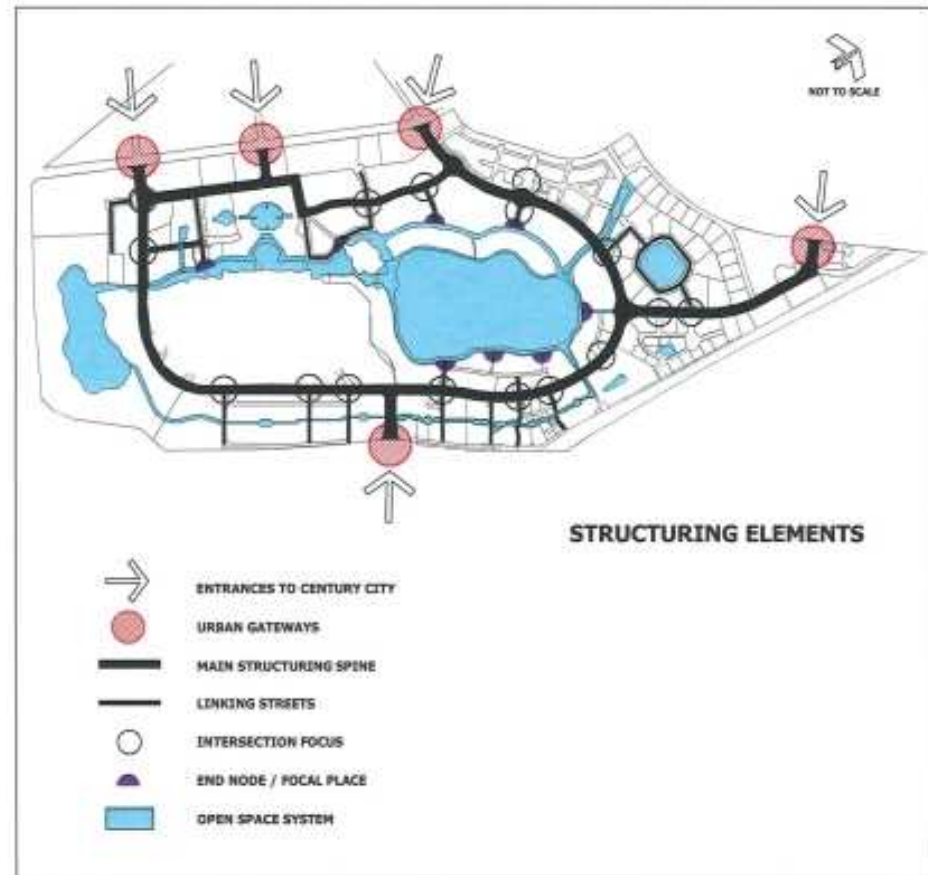 NOT TO SCALE
STRUCTURING ELEMENTS
ENTRANCES TO CENTURY CITY
URBAN GATEWAYS
MAIN STRUCTURING SPINE
LINKING STREETS
INTERSECTION FOCUS
END NODE / FOCAL PLACE
OPEN SPACE SYSTEM